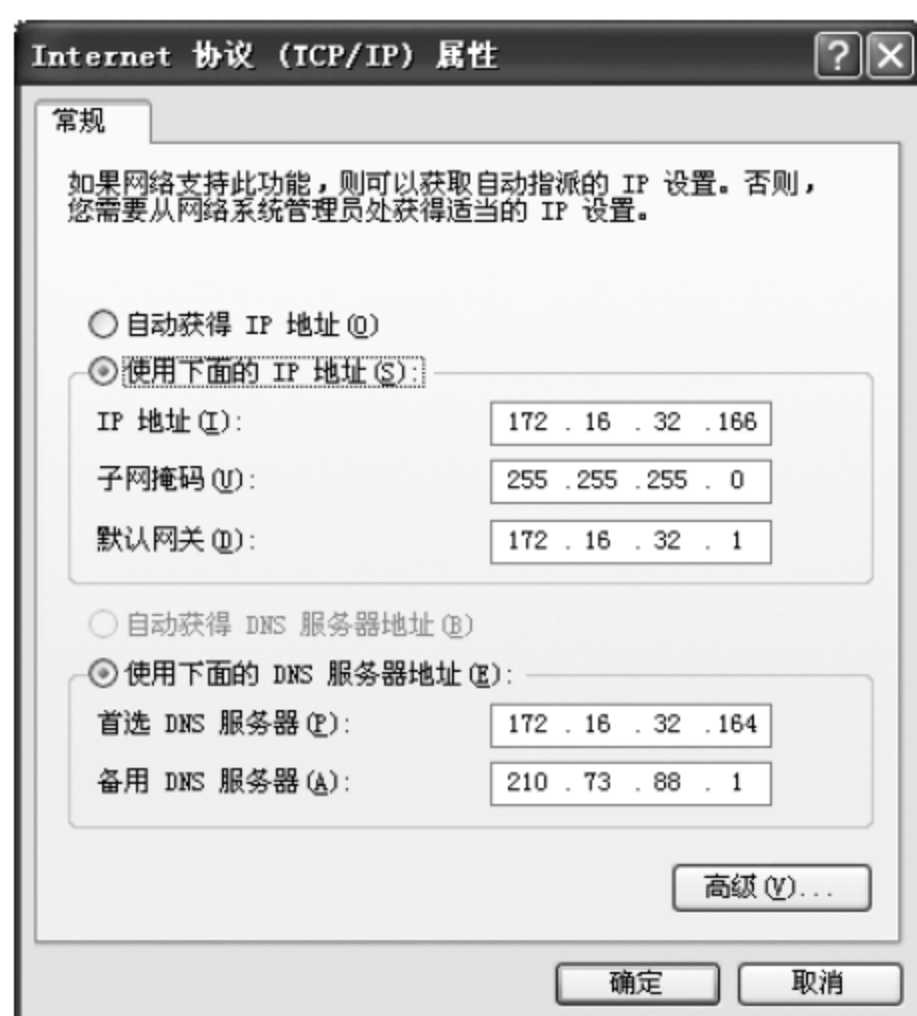 Internet 协议 (TCP/IP) 属性
常规
如果网络支持此功能，则可以获取自动指派的 IP 设置。否则，
您需要从网络系统管理员处获得适当的 IP 设置。
自动获得 IP 地址(O)
使用下面的 IP 地址(S):
IP 地址(I): 172 . 16 . 32 . 166
子网掩码(U): 255 . 255 . 255 . 0
默认网关(D): 172 . 16 . 32 . 1
自动获得 DNS 服务器地址(B)
使用下面的 DNS 服务器地址(E):
首选 DNS 服务器(P): 172 . 16 . 32 . 164
备用 DNS 服务器(A): 210 . 73 . 88 . 1
高级(V)...
确定 取消